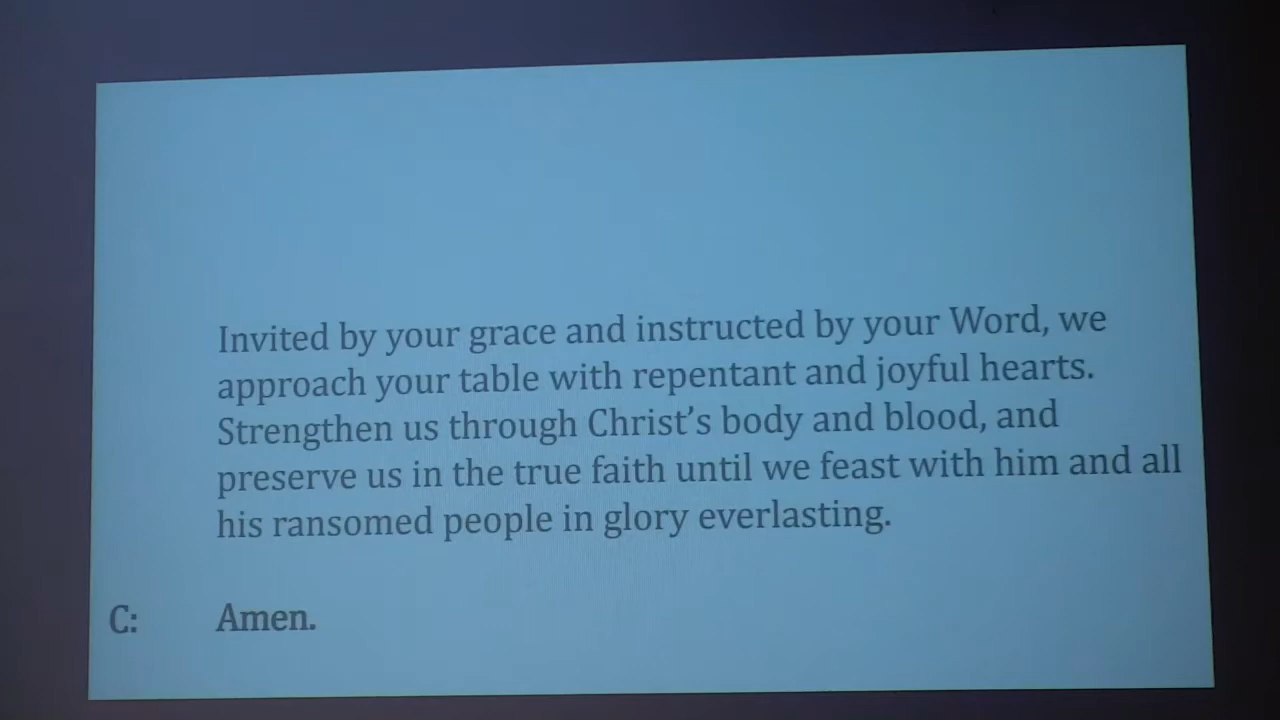 Invited by your grace and instructed by your Word, we
approach your table with repentant and joyful hearts.
Strengthen us through Christ’s body and blood, and
preserve us in the true faith until we feast with him and all
his ransomed people in glory everlasting.
C: Amen.